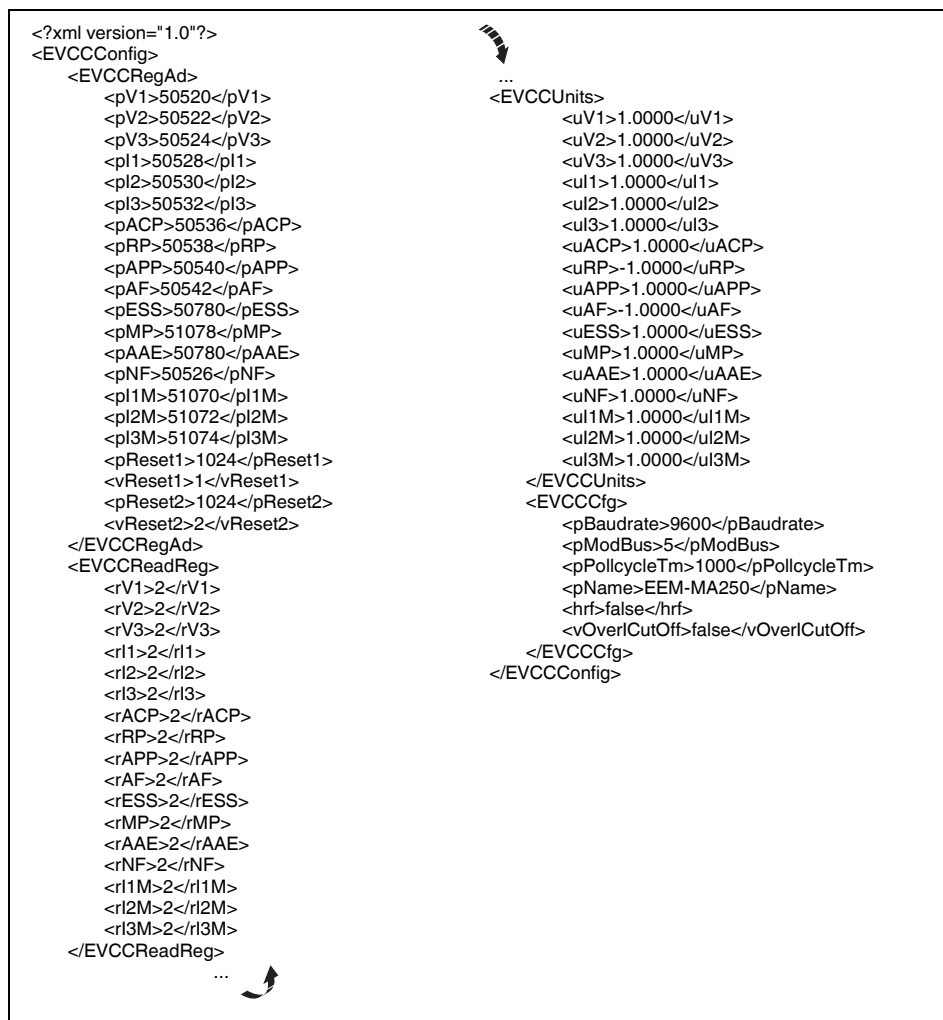 <?xml version="1.0"?>
<EVCCConfig>
<EVCCRegAd>
<pV1>50520</pV1>
<pV2>50522</pV2>
<pV3>50524</pV3>
<pI1>50528</pI1>
<pI2>50530</pI2>
<pI3>50532</pI3>
<pACP>50536</pACP>
<pRP>50538</pRP>
<pAPP>50540</pAPP>
<pAF>50542</pAF>
<pESS>50780</pESS>
<pMP>51078</pMP>
<pAAE>50780</pAAE>
<pNF>50526</pNF>
<pI1M>51070</pI1M>
<pI2M>51072</pI2M>
<pI3M>51074</pI3M>
<pReset1>1024</pReset1>
<vReset1>1</vReset1>
<pReset2>1024</pReset2>
<vReset2>2</vReset2>
</EVCCRegAd>
<EVCCReadReg>
<rV1>2</rV1>
<rV2>2</rV2>
<rV3>2</rV3>
<rI1>2</rI1>
<rI2>2</rI2>
<rI3>2</rI3>
<rACP>2</rACP>
<rRP>2</rRP>
<rAPP>2</rAPP>
<rAF>2</rAF>
<rESS>2</rESS>
<rMP>2</rMP>
<rAAE>2</rAAE>
<rNF>2</rNF>
<rI1M>2</rI1M>
<rI2M>2</rI2M>
<rI3M>2</rI3M>
</EVCCReadReg>
...
...
<EVCCUnits>
<uV1>1.0000</uV1>
<uV2>1.0000</uV2>
<uV3>1.0000</uV3>
<uI1>1.0000</uI1>
<uI2>1.0000</uI2>
<uI3>1.0000</uI3>
<uACP>1.0000</uACP>
<uRP>-1.0000</uRP>
<uAPP>1.0000</uAPP>
<uAF>-1.0000</uAF>
<uESS>1.0000</uESS>
<uMP>1.0000</uMP>
<uAAE>1.0000</uAAE>
<uNF>1.0000</uNF>
<uI1M>1.0000</uI1M>
<uI2M>1.0000</uI2M>
<uI3M>1.0000</uI3M>
</EVCCUnits>
<EVCCCfg>
<pBaudrate>9600</pBaudrate>
<pModBus>5</pModBus>
<pPollcycleTm>1000</pPollcycleTm>
<pName>EEM-MA250</pName>
<hrf>false</hrf>
<vOverICutOff>false</vOverICutOff>
</EVCCCfg>
</EVCCConfig>